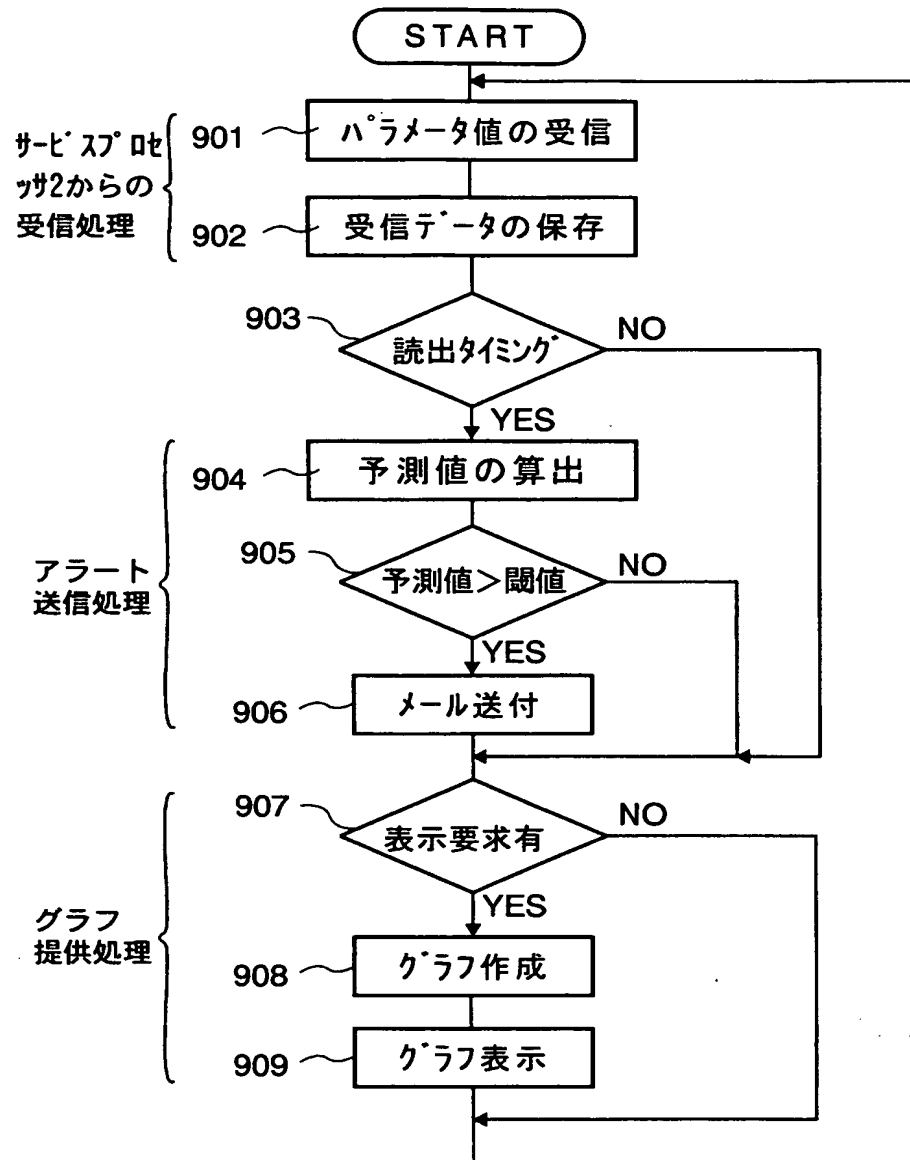 START
サービスプロセ
ッサ2からの
受信処理
901
パラメータ値の受信
902
受信データの保存
903
読出タイミング
NO
YES
アラート
送信処理
904
予測値の算出
905
予測値>閾値
NO
YES
906
メール送付
グラフ
提供処理
907
表示要求有
NO
YES
908
グラフ作成
909
グラフ表示